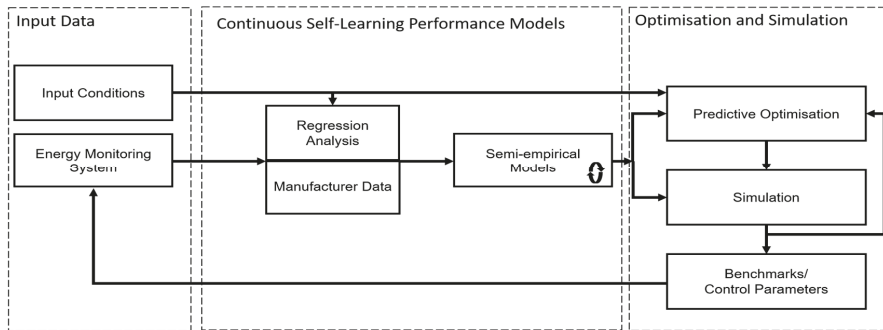 Input Data
Continuous Self-Learning Performance Models
Optimisation and Simulation
Input Conditions
Energy Monitoring
System
Regression
Analysis
Manufacturer Data
Semi-empirical
Models
Predictive Optimisation
Simulation
Benchmarks/
Control Parameters